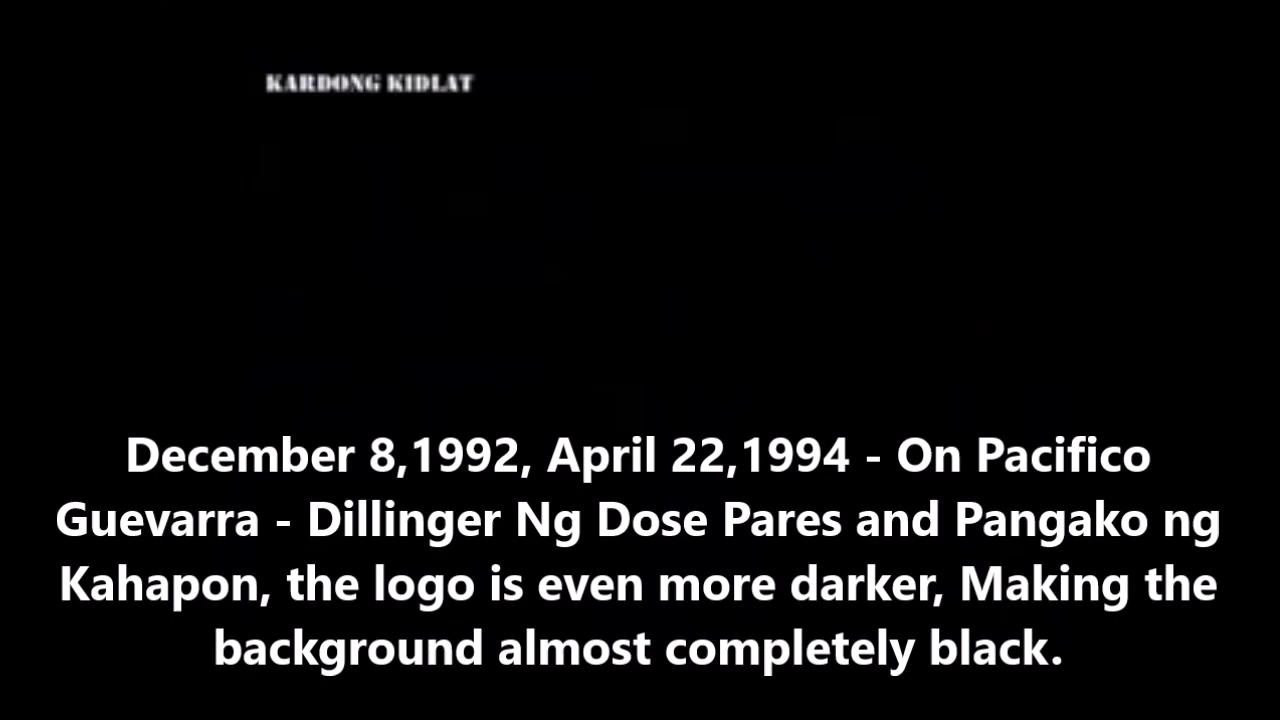 KARDONG KIDLAT
December 8,1992, April 22,1994 - On Pacifico
Guevarra - Dillinger Ng Dose Pares and Pangako ng
Kahapon, the logo is even more darker, Making the
background almost completely black.